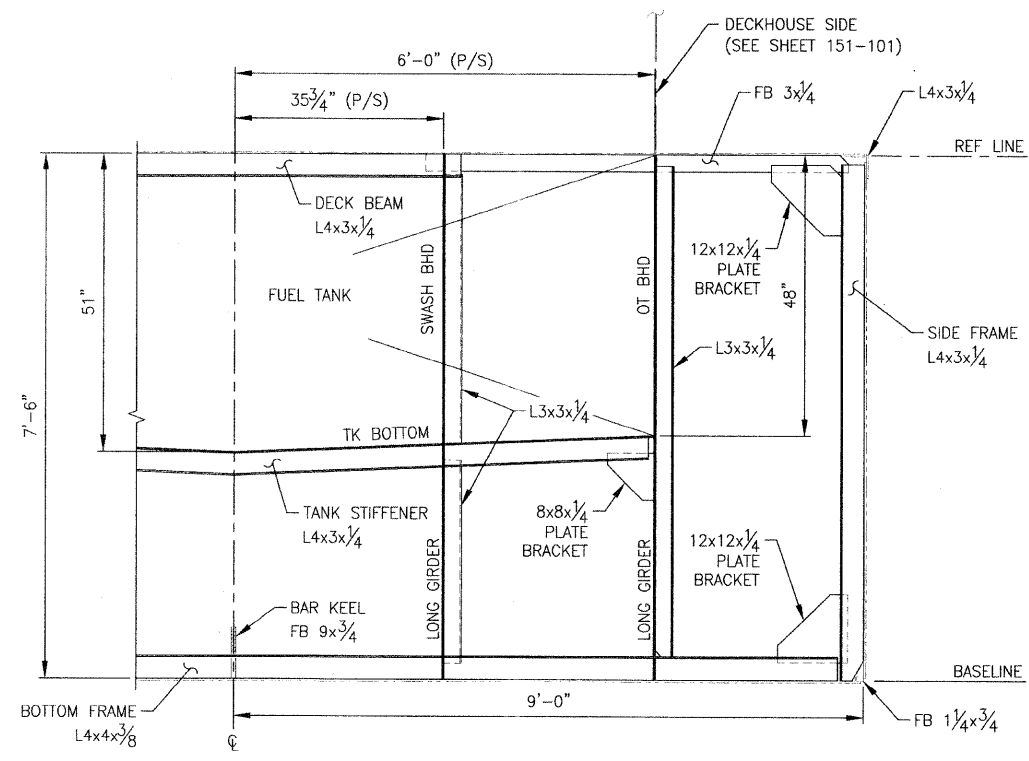 DECKHOUSE SIDE
(SEE SHEET 151-101)
6'-0" (P/S)
35¾" (P/S)
FB 3x¼
L4x3x¼
REF LINE
DECK BEAM
L4x3x¼
12x12x¼
PLATE
BRACKET
51"
FUEL TANK
SWASH BHD
OT BHD
48"
SIDE FRAME
L4x3x¼
L3x3x¼
7'-6"
L3x3x¼
TK BOTTOM
TANK STIFFENER
L4x3x¼
8x8x¼
PLATE
BRACKET
12x12x¼
PLATE
BRACKET
LONG GIRDER
LONG GIRDER
BAR KEEL
FB 9x¾
BASELINE
9'-0"
BOTTOM FRAME
L4x4x⅜
℄
FB 1¼x¾